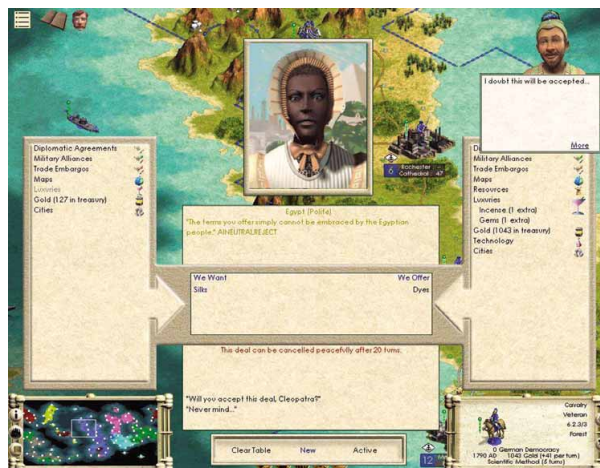 I doubt this will be accepted...
More
Diplomatic Agreements
Military Alliances
Trade Embargos
Maps
Luxuries
Gold (127 in treasury)
Cities
6
Rochester : --
Cathedral : 47
Military Alliances
Trade Embargos
Maps
Resources
Luxuries
Incense (1 extra)
Gems (1 extra)
Gold (1043 in treasury)
Technology
Cities
Egypt (Polite)
"The terms you offer simply cannot be embraced by the Egyptian
people." AINEUTRALREJECT
We Want
We Offer
Silks
Dyes
This deal can be cancelled peacefully after 20 turns.
"Will you accept this deal, Cleopatra?"
"Never mind..."
Clear Table
New
Active
12
Cavalry
Veteran
6.2.3/3
Forest
0 German Democracy
1790 AD 1043 Gold (+41 per turn)
Scientific Method (5 turns)